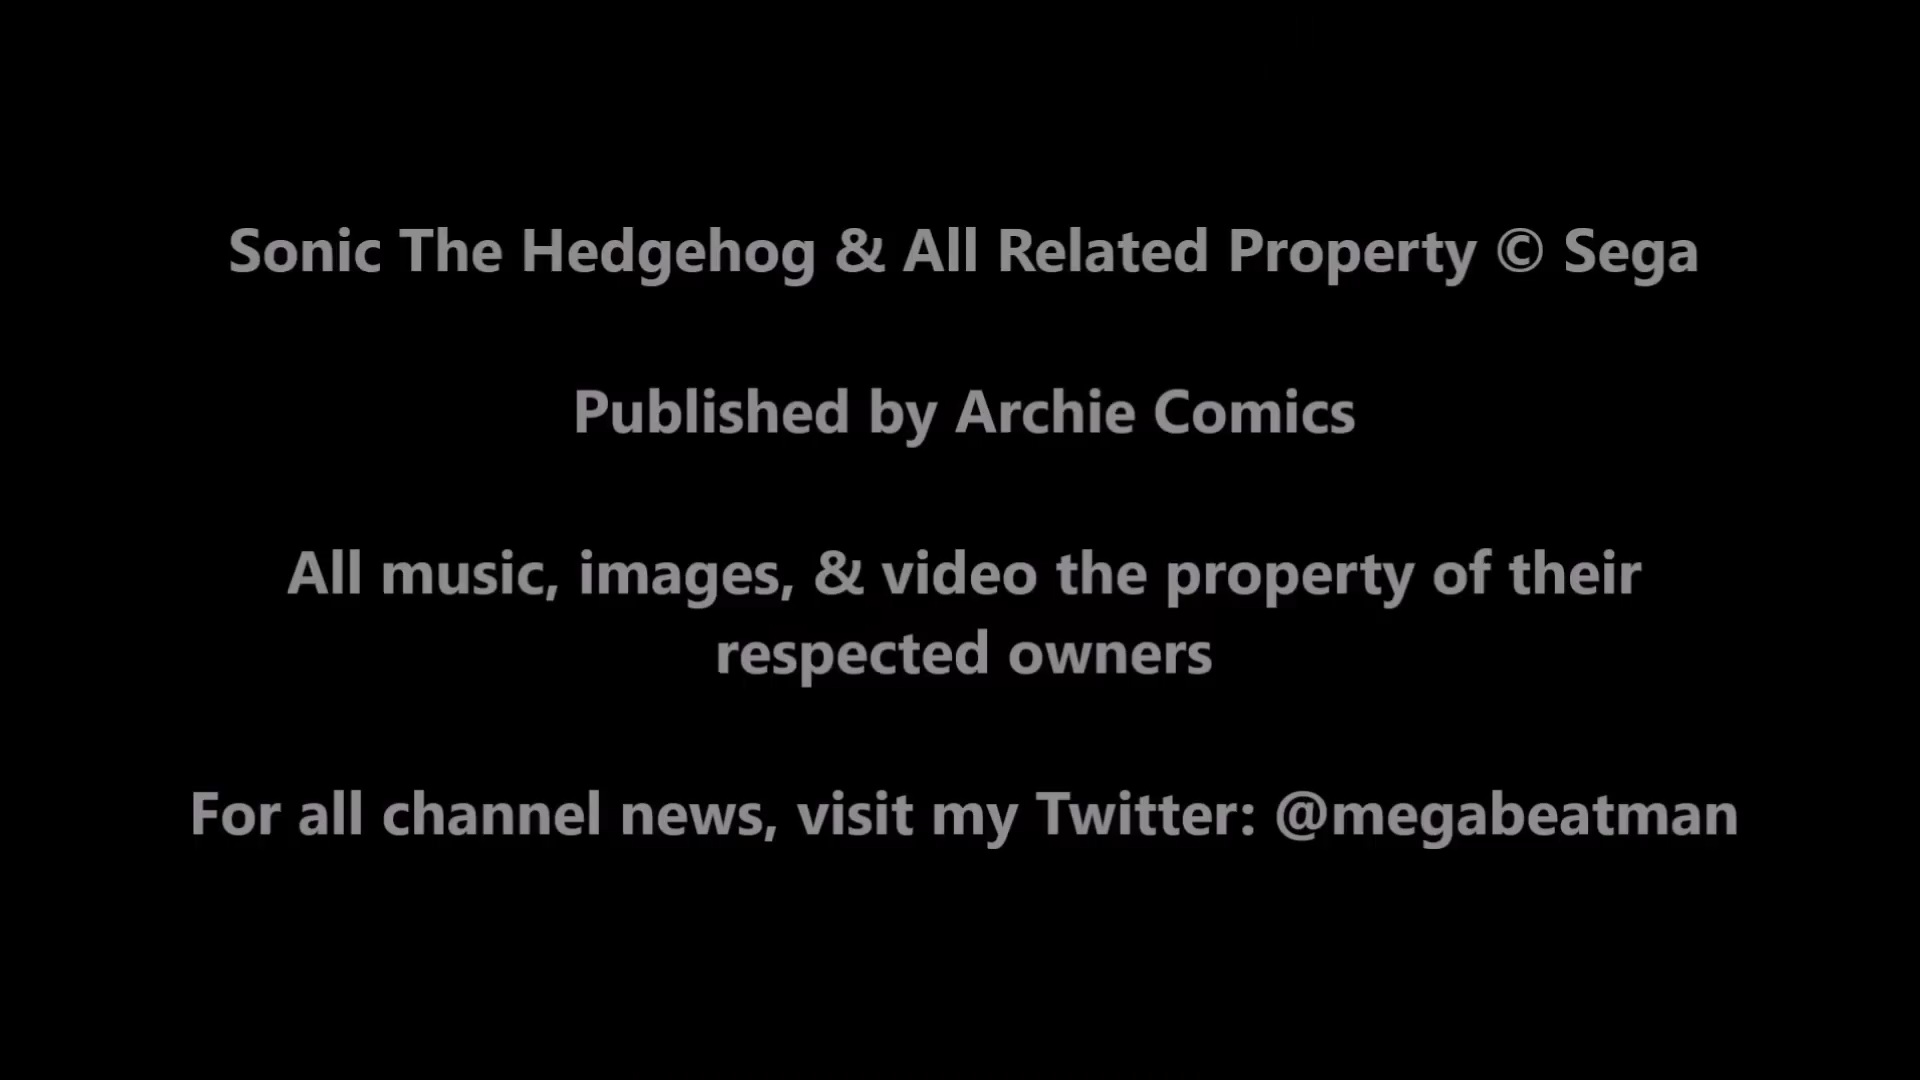 Sonic The Hedgehog & All Related Property © Sega
Published by Archie Comics
All music, images, & video the property of their
respected owners
For all channel news, visit my Twitter: @megabeatman